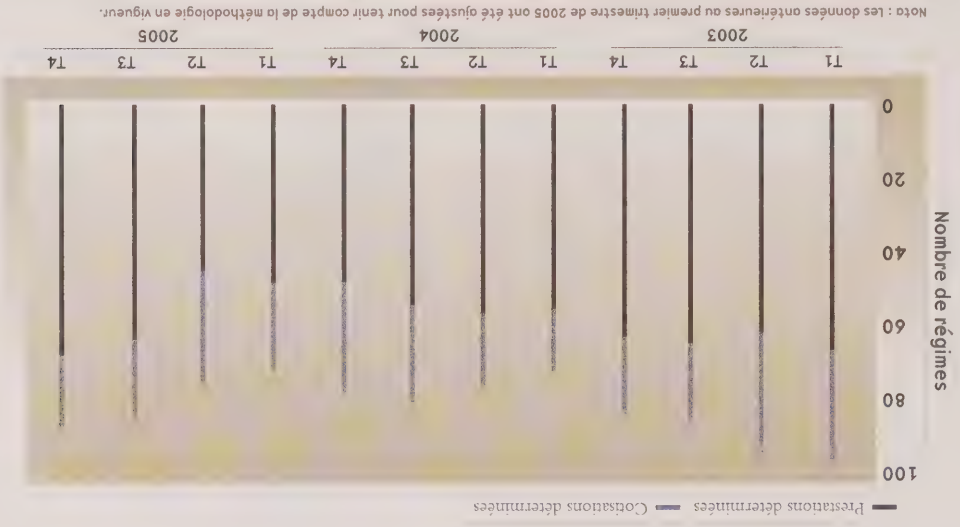 Prestations déterminées Cotisations déterminées
Nombre de régimes
100
80
60
40
20
0
T1 T2 T3 T4 T1 T2 T3 T4 T1 T2 T3 T4
2003 2004 2005
Nota : Les données antérieures au premier trimestre de 2005 ont été ajustées pour tenir compte de la méthodologie en vigueur.